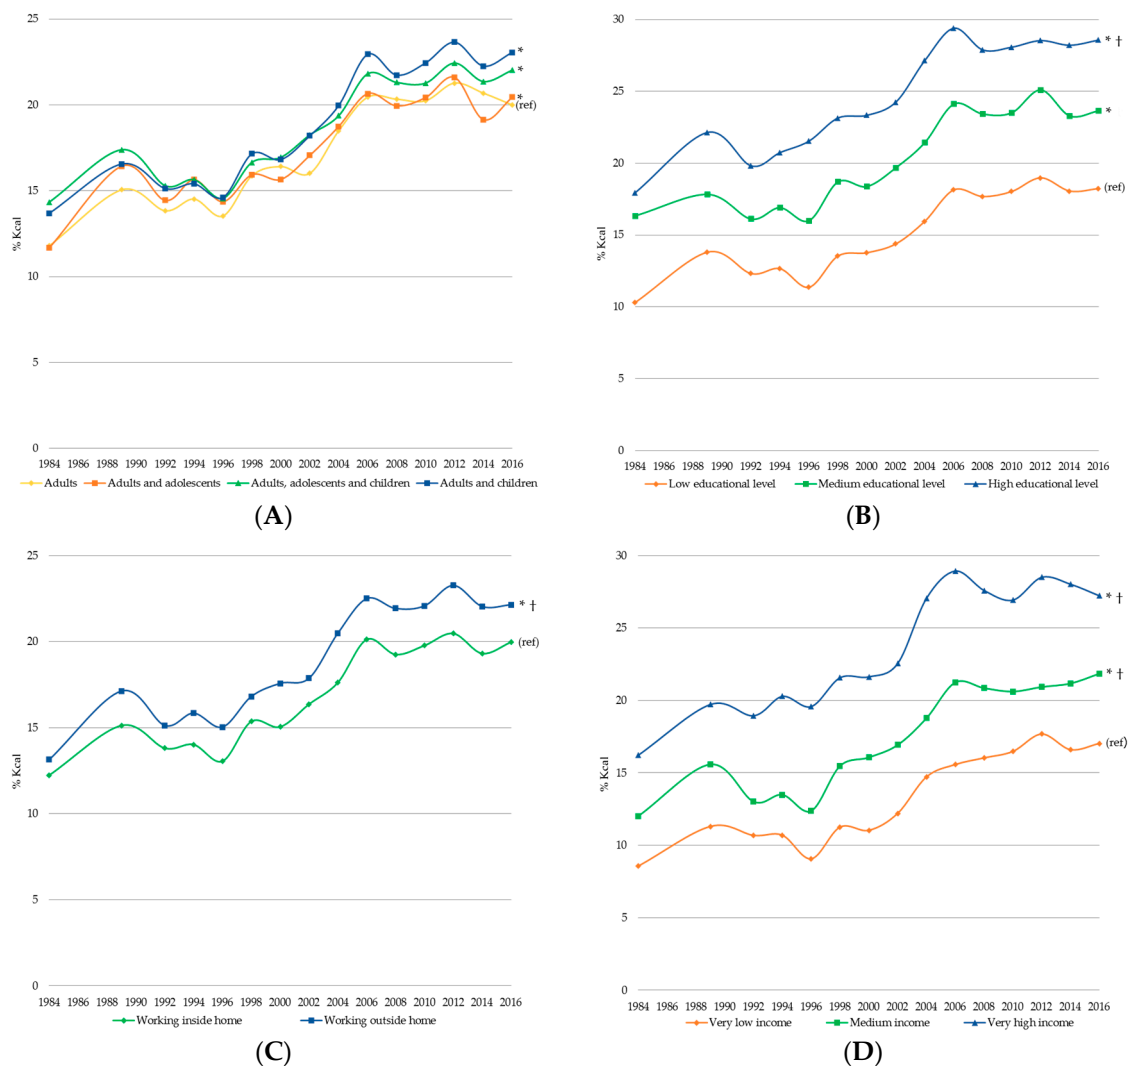 25
20
15
10
5
0
% Kcal
*
*
*
(ref)
1984 1986 1988 1990 1992 1994 1996 1998 2000 2002 2004 2006 2008 2010 2012 2014 2016
Adults Adults and adolescents Adults, adolescents and children Adults and children
(A)
30
25
20
15
10
5
0
% Kcal
* †
*
(ref)
1984 1986 1988 1990 1992 1994 1996 1998 2000 2002 2004 2006 2008 2010 2012 2014 2016
Low educational level Medium educational level High educational level
(B)
25
20
15
10
5
0
% Kcal
* †
(ref)
1984 1986 1988 1990 1992 1994 1996 1998 2000 2002 2004 2006 2008 2010 2012 2014 2016
Working inside home Working outside home
(C)
30
25
20
15
10
5
0
% Kcal
* †
* †
(ref)
1984 1986 1988 1990 1992 1994 1996 1998 2000 2002 2004 2006 2008 2010 2012 2014 2016
Very low income Medium income Very high income
(D)